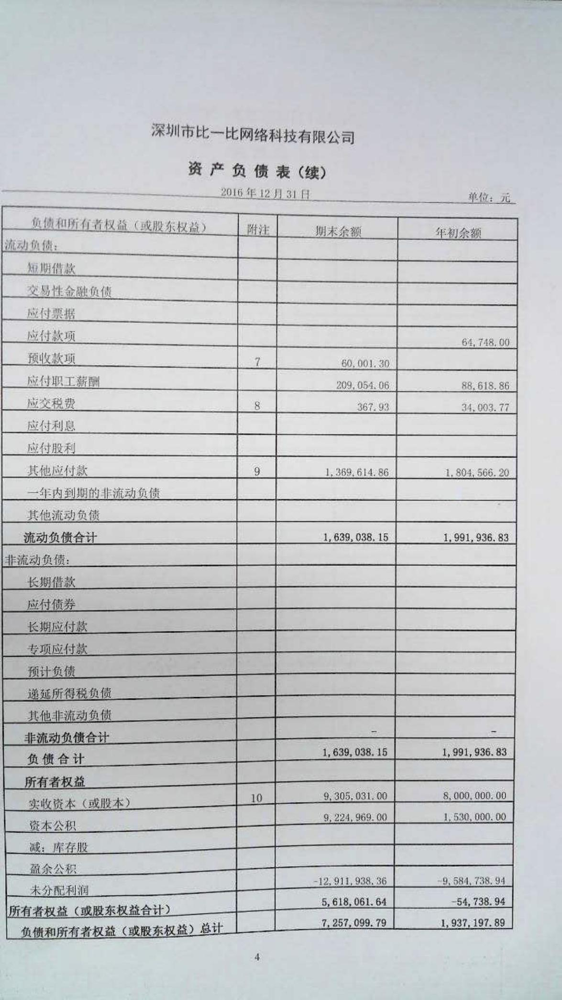 深圳市比一比网络科技有限公司
资产负债表（续）
2016年12月31日 单位：元
负债和所有者权益（或股东权益） 附注 期末余额 年初余额
流动负债：
短期借款
交易性金融负债
应付票据
应付款项 64,748.00
预收款项 7 60,001.30
应付职工薪酬 209,054.06 88,618.86
应交税费 8 367.93 34,003.77
应付利息
应付股利
其他应付款 9 1,369,614.86 1,804,566.20
一年内到期的非流动负债
其他流动负债
流动负债合计 1,639,038.15 1,991,936.83
非流动负债：
长期借款
应付债券
长期应付款
专项应付款
预计负债
递延所得税负债
其他非流动负债
非流动负债合计 - -
负债合计 1,639,038.15 1,991,936.83
所有者权益
实收资本（或股本） 10 9,305,031.00 8,000,000.00
资本公积 9,224,969.00 1,530,000.00
减：库存股
盈余公积
未分配利润 -12,911,938.36 -9,584,738.94
所有者权益（或股东权益合计） 5,618,061.64 -54,738.94
负债和所有者权益（或股东权益）总计 7,257,099.79 1,937,197.89
4